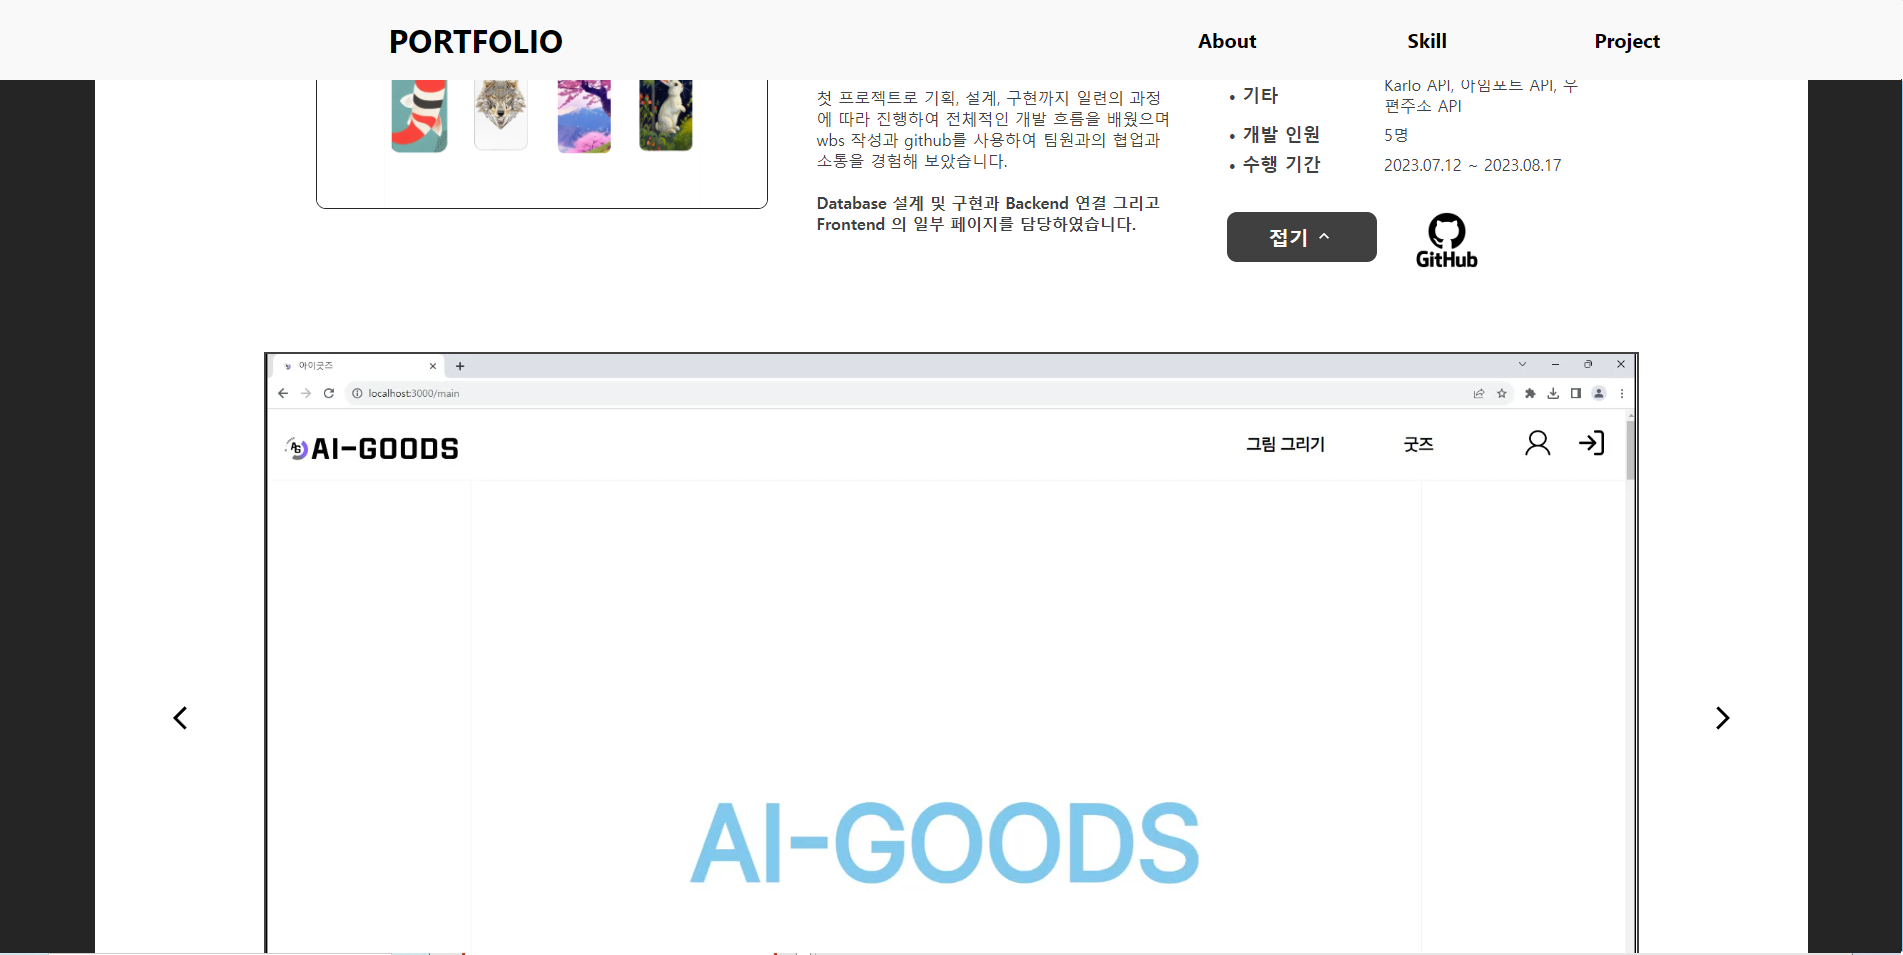 PORTFOLIO
About
Skill
Project
첫 프로젝트로 기획, 설계, 구현까지 일련의 과정
에 따라 진행하여 전체적인 개발 흐름을 배웠으며
wbs 작성과 github를 사용하여 팀원과의 협업과
소통을 경험해 보았습니다.
Database 설계 및 구현과 Backend 연결 그리고
Frontend 의 일부 페이지를 담당하였습니다.
• 기타
Karlo API, 아임포트 API, 우
편주소 API
• 개발 인원
5명
• 수행 기간
2023.07.12 ~ 2023.08.17
접기
GitHub
아이굿즈
localhost:3000/main
AG
AI-GOODS
그림 그리기
굿즈
AI-GOODS